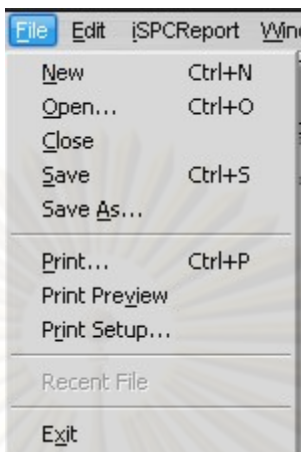 File Edit iSPCReport Win
New Ctrl+N
Open... Ctrl+O
Close
Save Ctrl+S
Save As...
Print... Ctrl+P
Print Preview
Print Setup...
Recent File
Exit